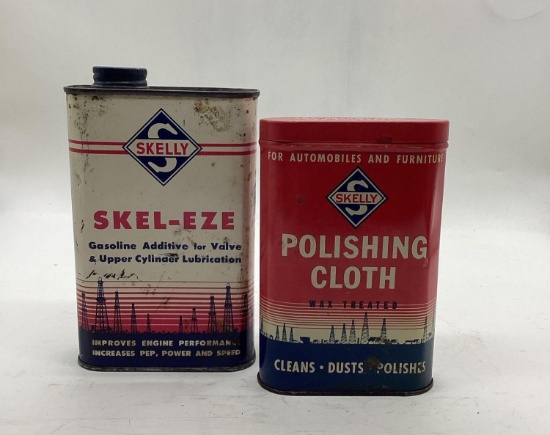 SKELLY
SKEL-EZE
Gasoline Additive for Valve
& Upper Cylinder Lubrication
IMPROVES ENGINE PERFORMANCE
INCREASES PEP, POWER AND SPEED
FOR AUTOMOBILES AND FURNITURE
SKELLY
POLISHING
CLOTH
WAX TREATED
CLEANS • DUSTS POLISHES